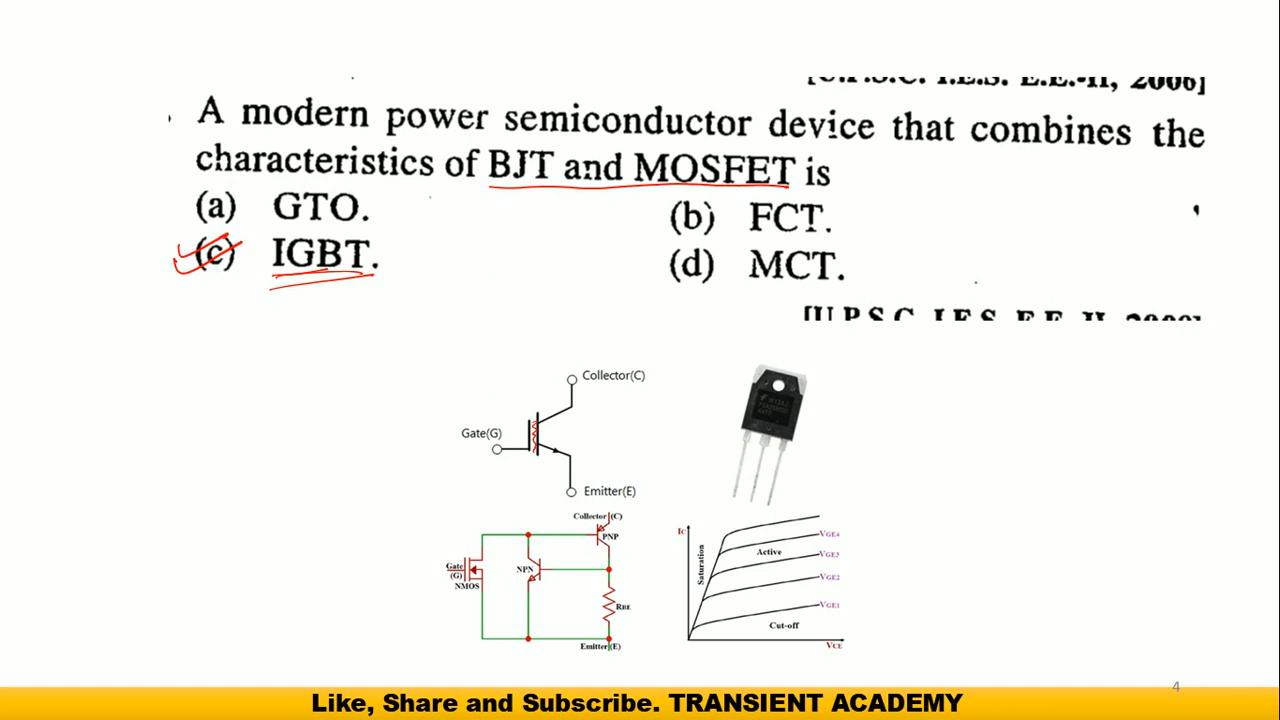 [U.P.S.C. I.E.S. E.E.-II, 2006]
A modern power semiconductor device that combines the
characteristics of BJT and MOSFET is
(a) GTO. (b) FCT.
(c) IGBT. (d) MCT.
Collector(C)
Gate(G)
Emitter(E)
Collector (C)
PNP
Gate
(G)
NMOS
NPN
RBE
Emitter (E)
IC
Saturation
Active
VGE4
VGE3
VGE2
VGE1
Cut-off
VCE
4
Like, Share and Subscribe. TRANSIENT ACADEMY